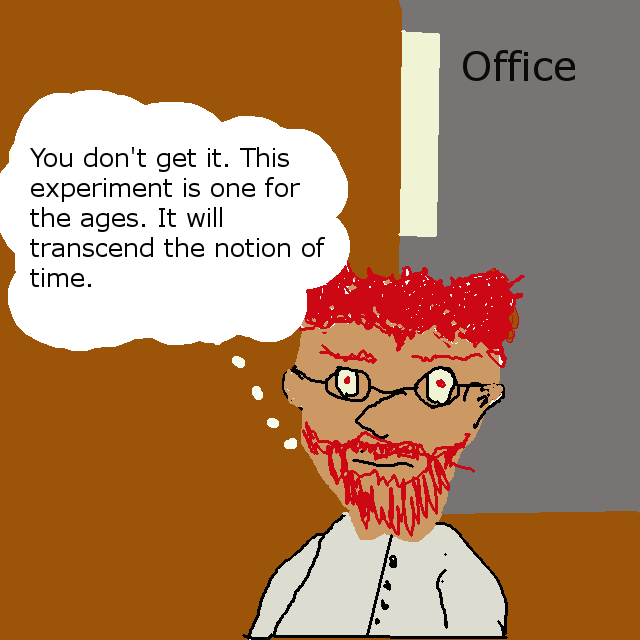 Office
You don't get it. This
experiment is one for
the ages. It will
transcend the notion of
time.